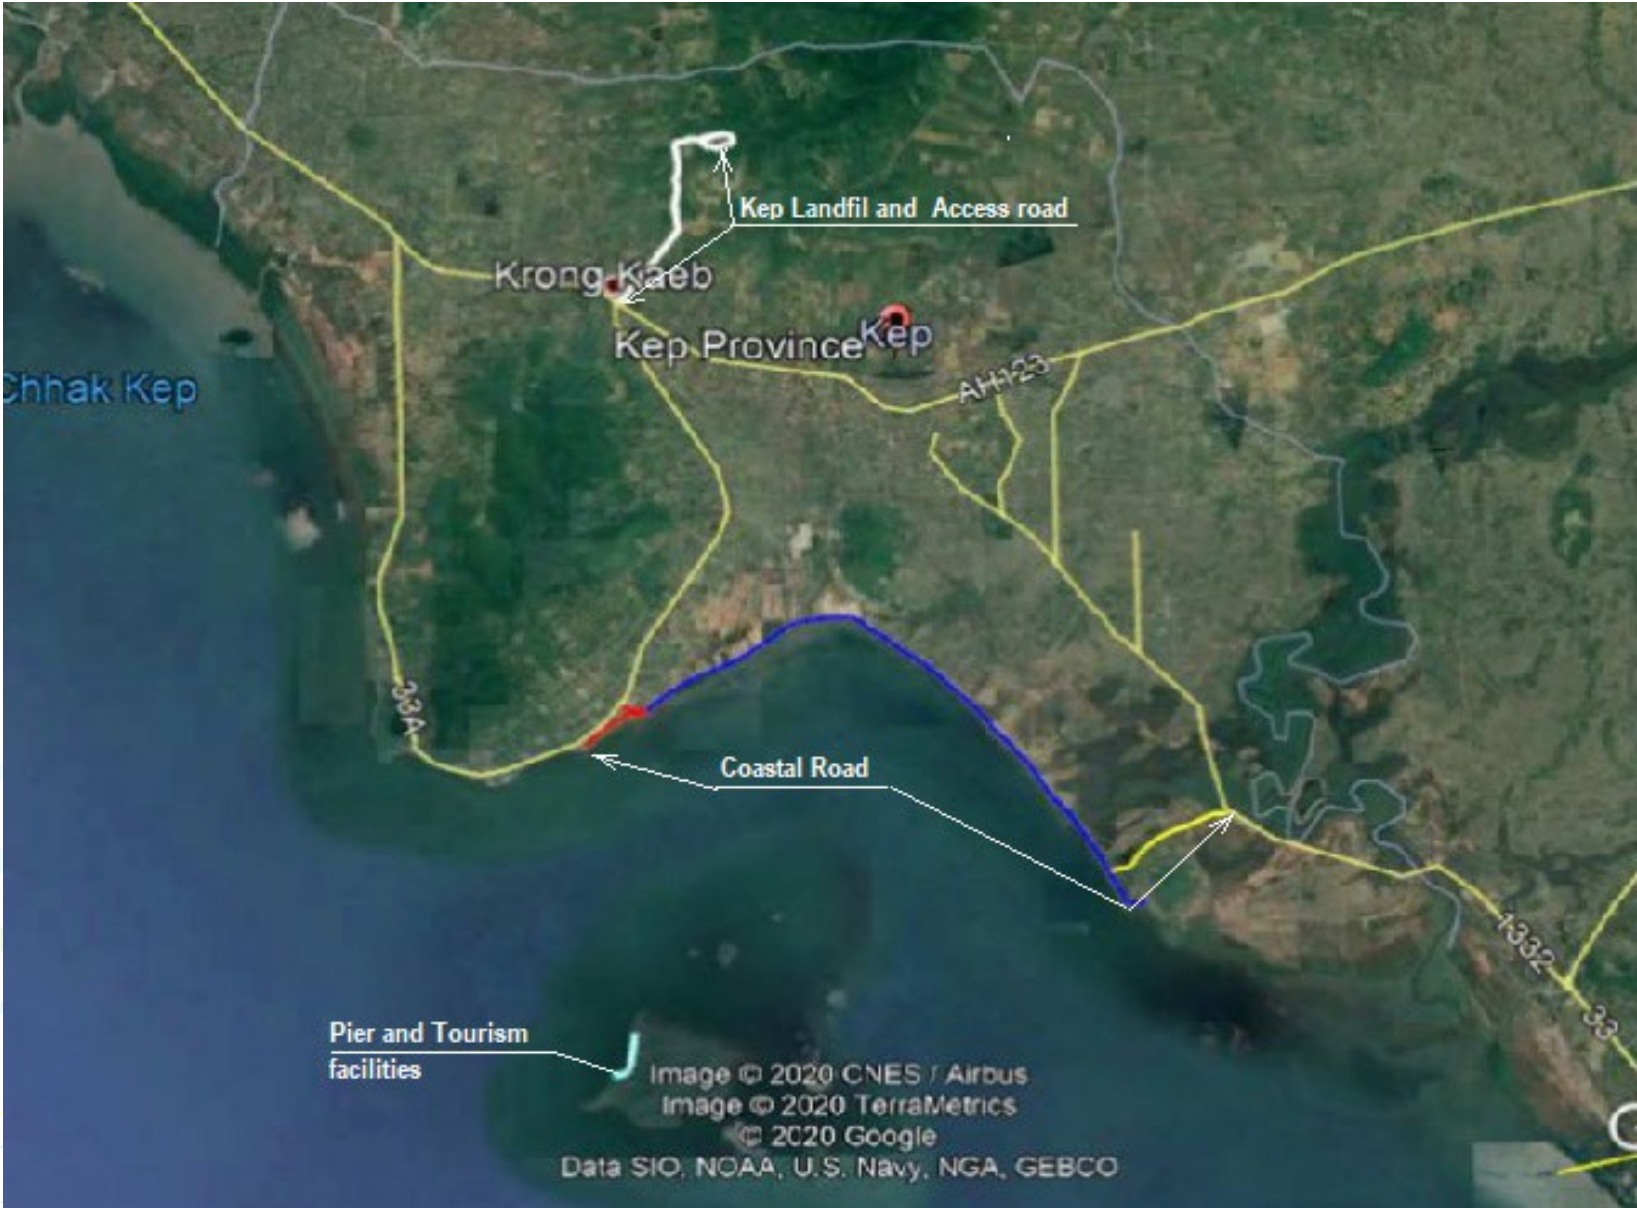 Kep Landfil and Access road
Krong Kaeb
Kep Province
Kep
AH123
Chhak Kep
33A
Coastal Road
1332
33
Pier and Tourism
facilities
Image © 2020 CNES / Airbus
Image © 2020 TerraMetrics
© 2020 Google
Data SIO, NOAA, U.S. Navy, NGA, GEBCO